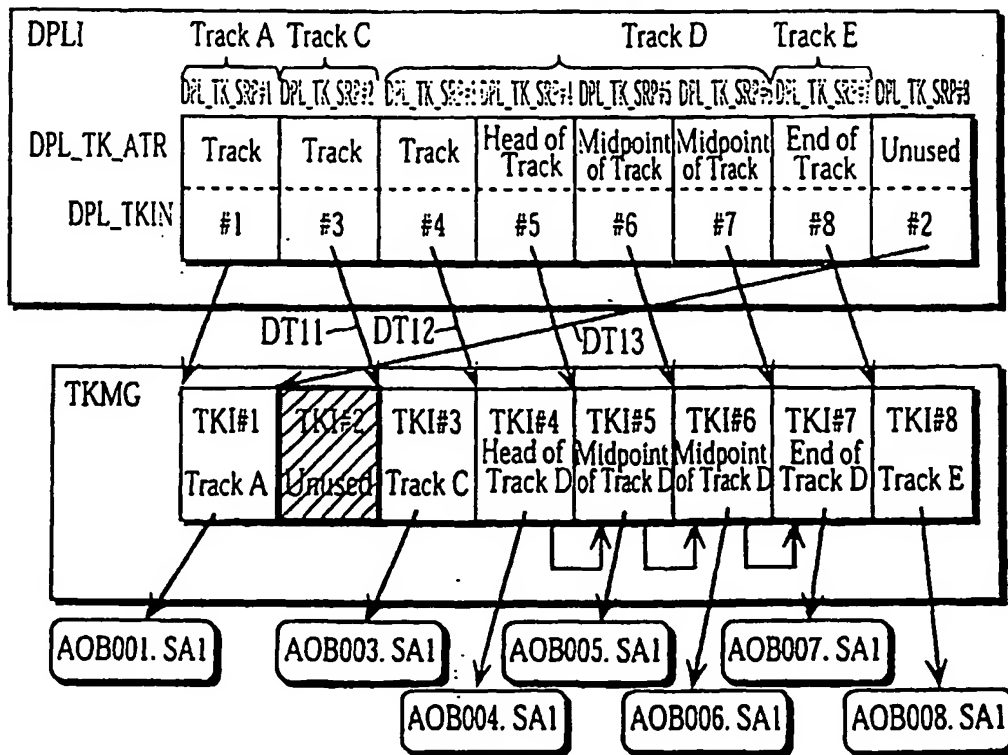 DPLI
Track A Track C Track D Track E
DPL_TK_SRP#1 DPL_TK_SRP#2 DPL_TK_SRP#5
DPL_TK_ATR
Track Track Track Head of Track Midpoint of Track Midpoint of Track End of Track Unused
DPL_TKIN
#1 #3 #4 #5 #6 #7 #8 #2
DT11 DT12 DT13
TKMG
TKI#1 TKI#2 TKI#3 TKI#4 TKI#5 TKI#6 TKI#7 TKI#8
Track A Unused Track C Head of Track D Midpoint of Track D Midpoint of Track D End of Track D Track E
AOB001. SA1 AOB003. SA1 AOB005. SA1 AOB007. SA1
AOB004. SA1 AOB006. SA1 AOB008. SA1